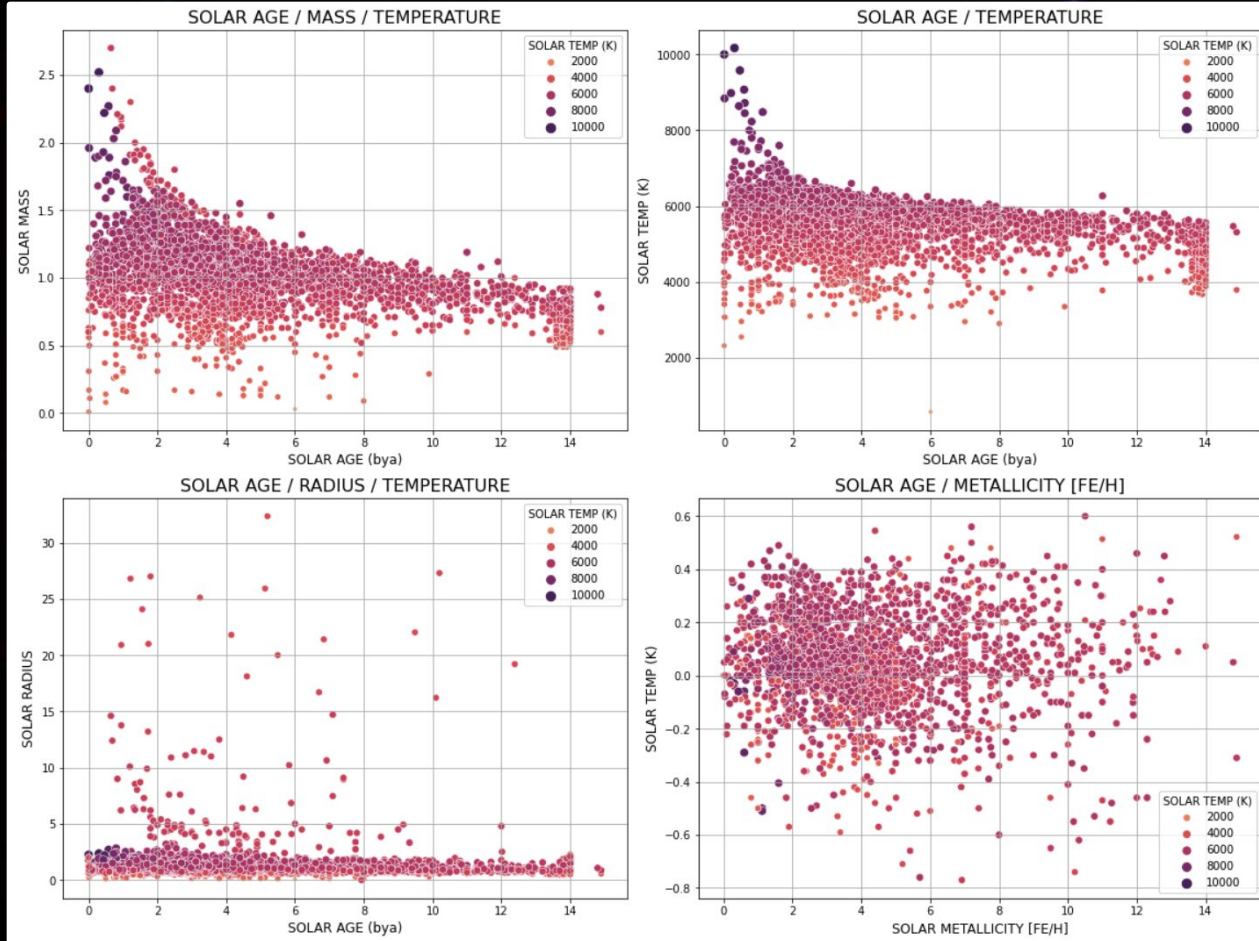 SOLAR AGE / MASS / TEMPERATURE
SOLAR TEMP (K)
2000
4000
6000
8000
10000
2.5
2.0
1.5
1.0
0.5
0.0
SOLAR MASS
0 2 4 6 8 10 12 14
SOLAR AGE (bya)
SOLAR AGE / TEMPERATURE
SOLAR TEMP (K)
2000
4000
6000
8000
10000
10000
8000
6000
4000
2000
SOLAR TEMP (K)
0 2 4 6 8 10 12 14
SOLAR AGE (bya)
SOLAR AGE / RADIUS / TEMPERATURE
SOLAR TEMP (K)
2000
4000
6000
8000
10000
30
25
20
15
10
5
0
SOLAR RADIUS
0 2 4 6 8 10 12 14
SOLAR AGE (bya)
SOLAR AGE / METALLICITY [FE/H]
0.6
0.4
0.2
0.0
−0.2
−0.4
−0.6
−0.8
SOLAR TEMP (K)
SOLAR TEMP (K)
2000
4000
6000
8000
10000
0 2 4 6 8 10 12 14
SOLAR METALLICITY [FE/H]